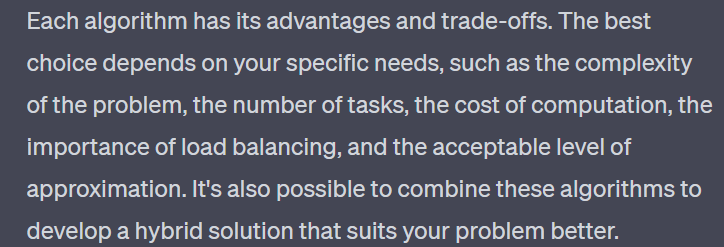 Each algorithm has its advantages and trade-offs. The best
choice depends on your specific needs, such as the complexity
of the problem, the number of tasks, the cost of computation, the
importance of load balancing, and the acceptable level of
approximation. It's also possible to combine these algorithms to
develop a hybrid solution that suits your problem better.